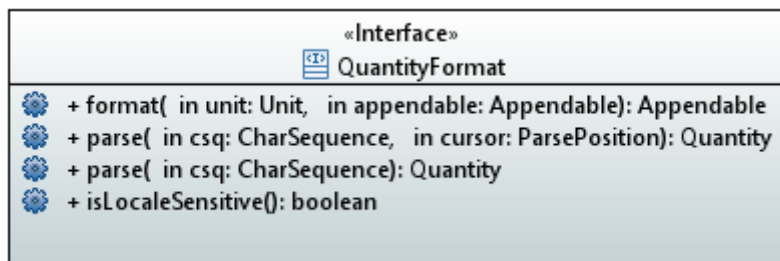 «Interface»
QuantityFormat
+ format( in unit: Unit, in appendable: Appendable): Appendable
+ parse( in csq: CharSequence, in cursor: ParsePosition): Quantity
+ parse( in csq: CharSequence): Quantity
+ isLocaleSensitive(): boolean